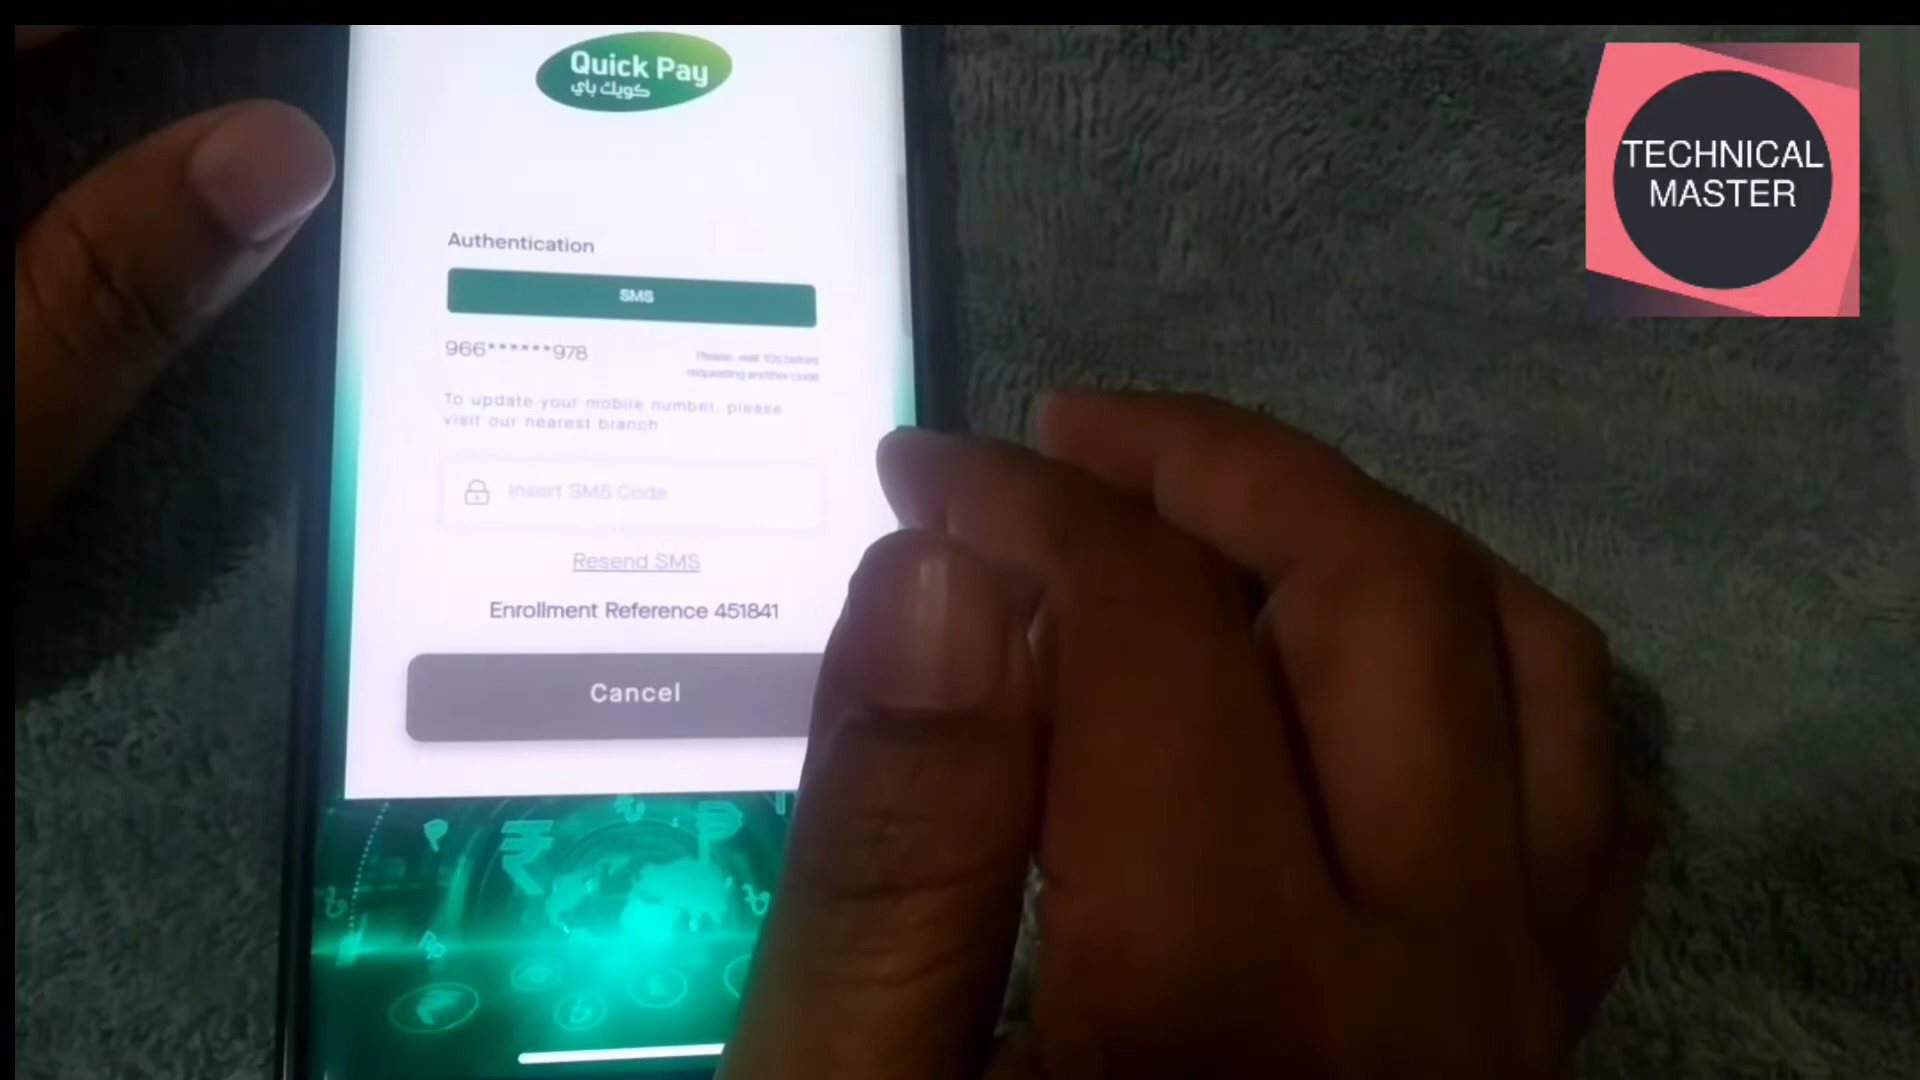 Quick Pay
كويك باي
TECHNICAL
MASTER
Authentication
SMS
966******978
Please, wait 10s before
requesting another code
To update your mobile number, please
visit our nearest branch
Insert SMS Code
Resend SMS
Enrollment Reference 451841
Cancel